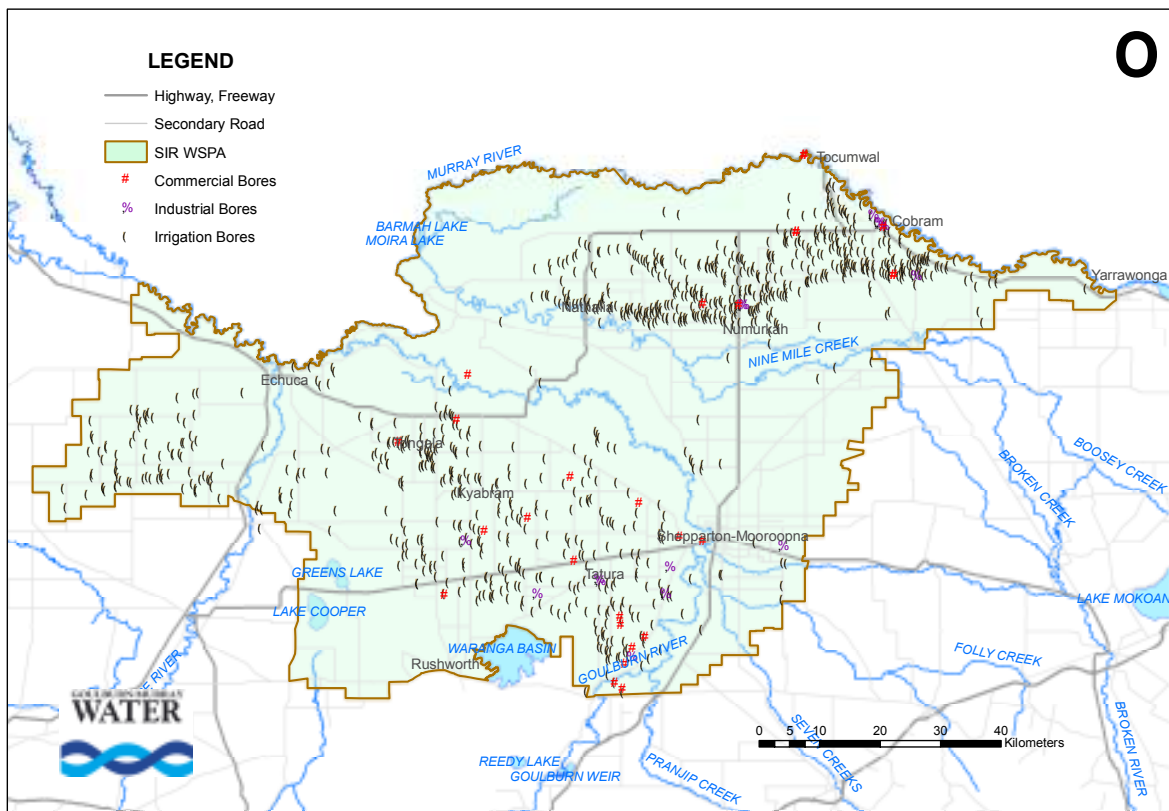 O
LEGEND
Highway, Freeway
Secondary Road
SIR WSPA
# Commercial Bores
% Industrial Bores
( Irrigation Bores
MURRAY RIVER
Tocumwal
BARMAH LAKE
MOIRA LAKE
Cobram
Yarrawonga
Nathalia
Numurkah
NINE MILE CREEK
Echuca
Tongala
BOOSEY CREEK
BROKEN CREEK
Kyabram
Shepparton-Mooroopna
GREENS LAKE
Tatura
LAKE COOPER
LAKE MOKOAN
WARANGA BASIN
Rushworth
GOULBURN RIVER
FOLLY CREEK
RIVER
GOULBURN-MURRAY
WATER
SEVEN CREEKS
BROKEN RIVER
0 5 10 20 30 40
Kilometers
REEDY LAKE
GOULBURN WEIR
PRANJIP CREEK